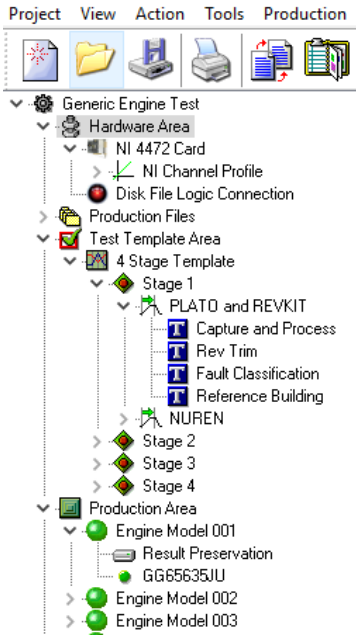 Project View Action Tools Production
Generic Engine Test
Hardware Area
NI 4472 Card
NI Channel Profile
Disk File Logic Connection
Production Files
Test Template Area
4 Stage Template
Stage 1
PLATO and REVKIT
T Capture and Process
T Rev Trim
T Fault Classification
T Reference Building
NUREN
Stage 2
Stage 3
Stage 4
Production Area
Engine Model 001
Result Preservation
GG65635JU
Engine Model 002
Engine Model 003